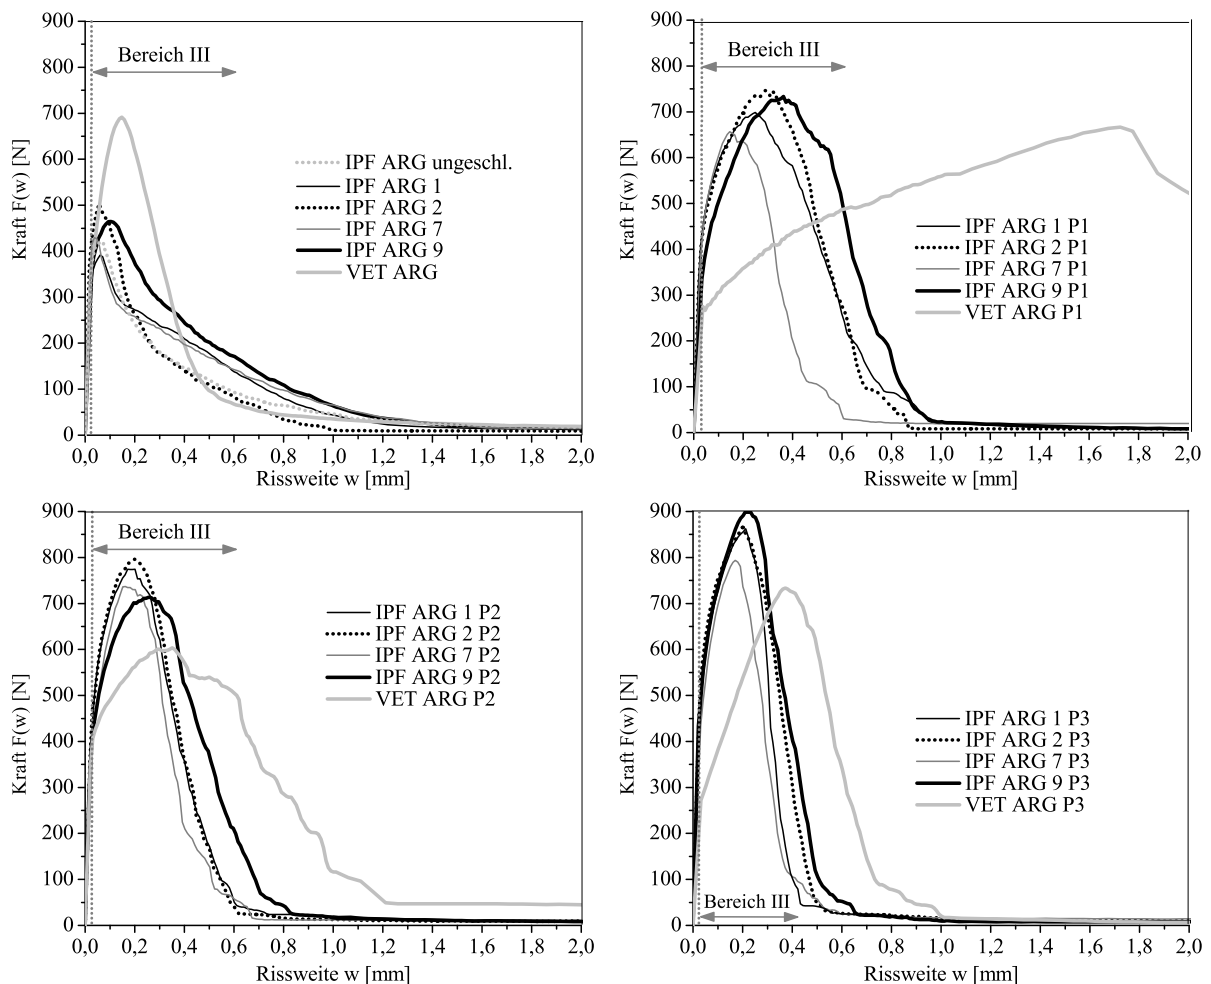 900
800
700
600
500
400
300
200
100
0
Kraft F(w) [N]
Bereich III
IPF ARG ungeschl.
IPF ARG 1
IPF ARG 2
IPF ARG 7
IPF ARG 9
VET ARG
0,0 0,2 0,4 0,6 0,8 1,0 1,2 1,4 1,6 1,8 2,0
Rissweite w [mm]
900
800
700
600
500
400
300
200
100
0
Kraft F(w) [N]
Bereich III
IPF ARG 1 P1
IPF ARG 2 P1
IPF ARG 7 P1
IPF ARG 9 P1
VET ARG P1
0,0 0,2 0,4 0,6 0,8 1,0 1,2 1,4 1,6 1,8 2,0
Rissweite w [mm]
900
800
700
600
500
400
300
200
100
0
Kraft F(w) [N]
Bereich III
IPF ARG 1 P2
IPF ARG 2 P2
IPF ARG 7 P2
IPF ARG 9 P2
VET ARG P2
0,0 0,2 0,4 0,6 0,8 1,0 1,2 1,4 1,6 1,8 2,0
Rissweite w [mm]
900
800
700
600
500
400
300
200
100
0
Kraft F(w) [N]
IPF ARG 1 P3
IPF ARG 2 P3
IPF ARG 7 P3
IPF ARG 9 P3
VET ARG P3
Bereich III
0,0 0,2 0,4 0,6 0,8 1,0 1,2 1,4 1,6 1,8 2,0
Rissweite w [mm]